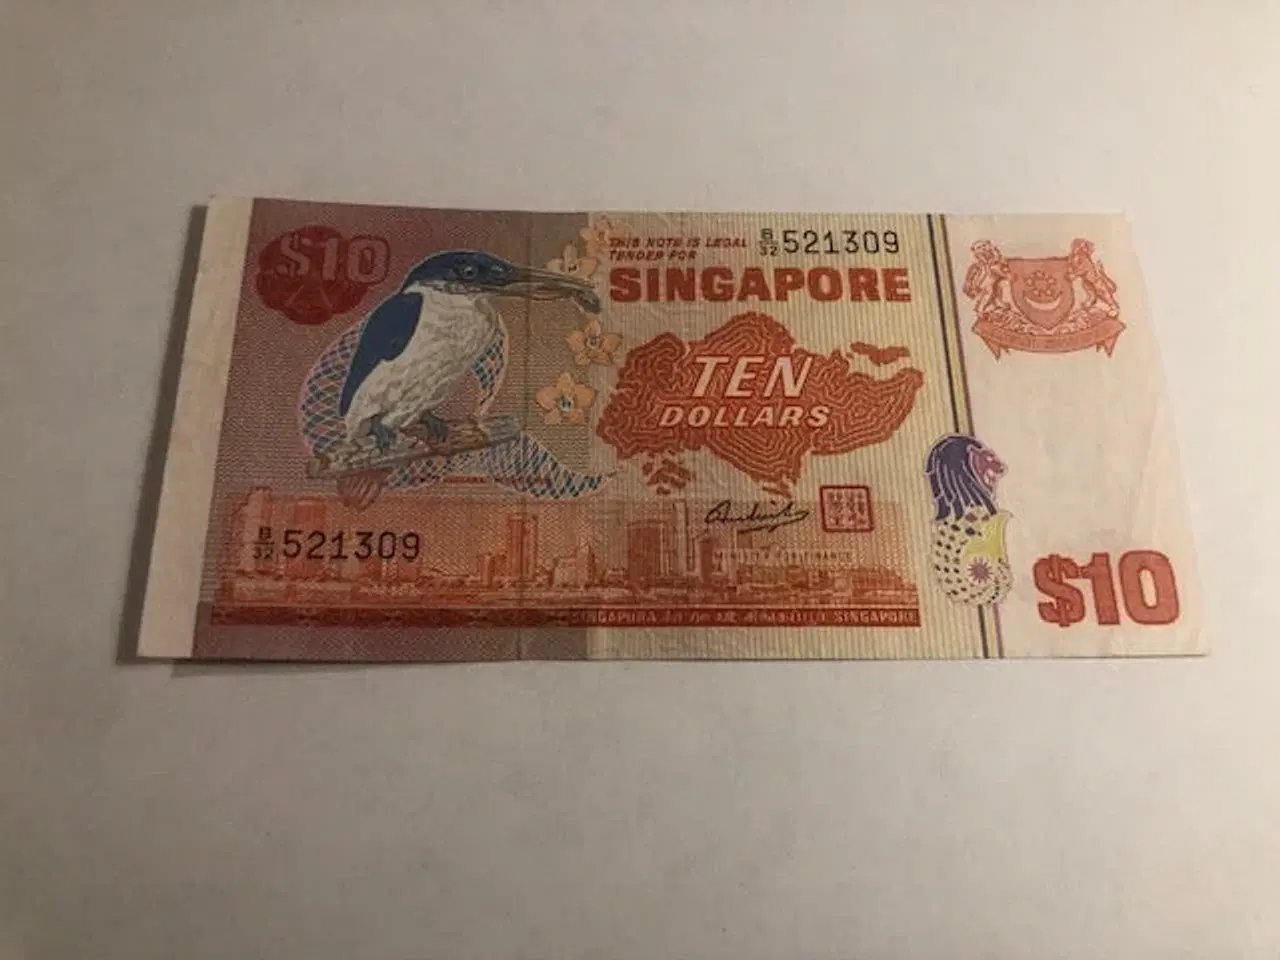 $10
THIS NOTE IS LEGAL
TENDER FOR
B/32 521309
SINGAPORE
TEN
DOLLARS
B/32 521309
MINISTER FOR FINANCE
SINGAPURA
SINGAPORE
$10